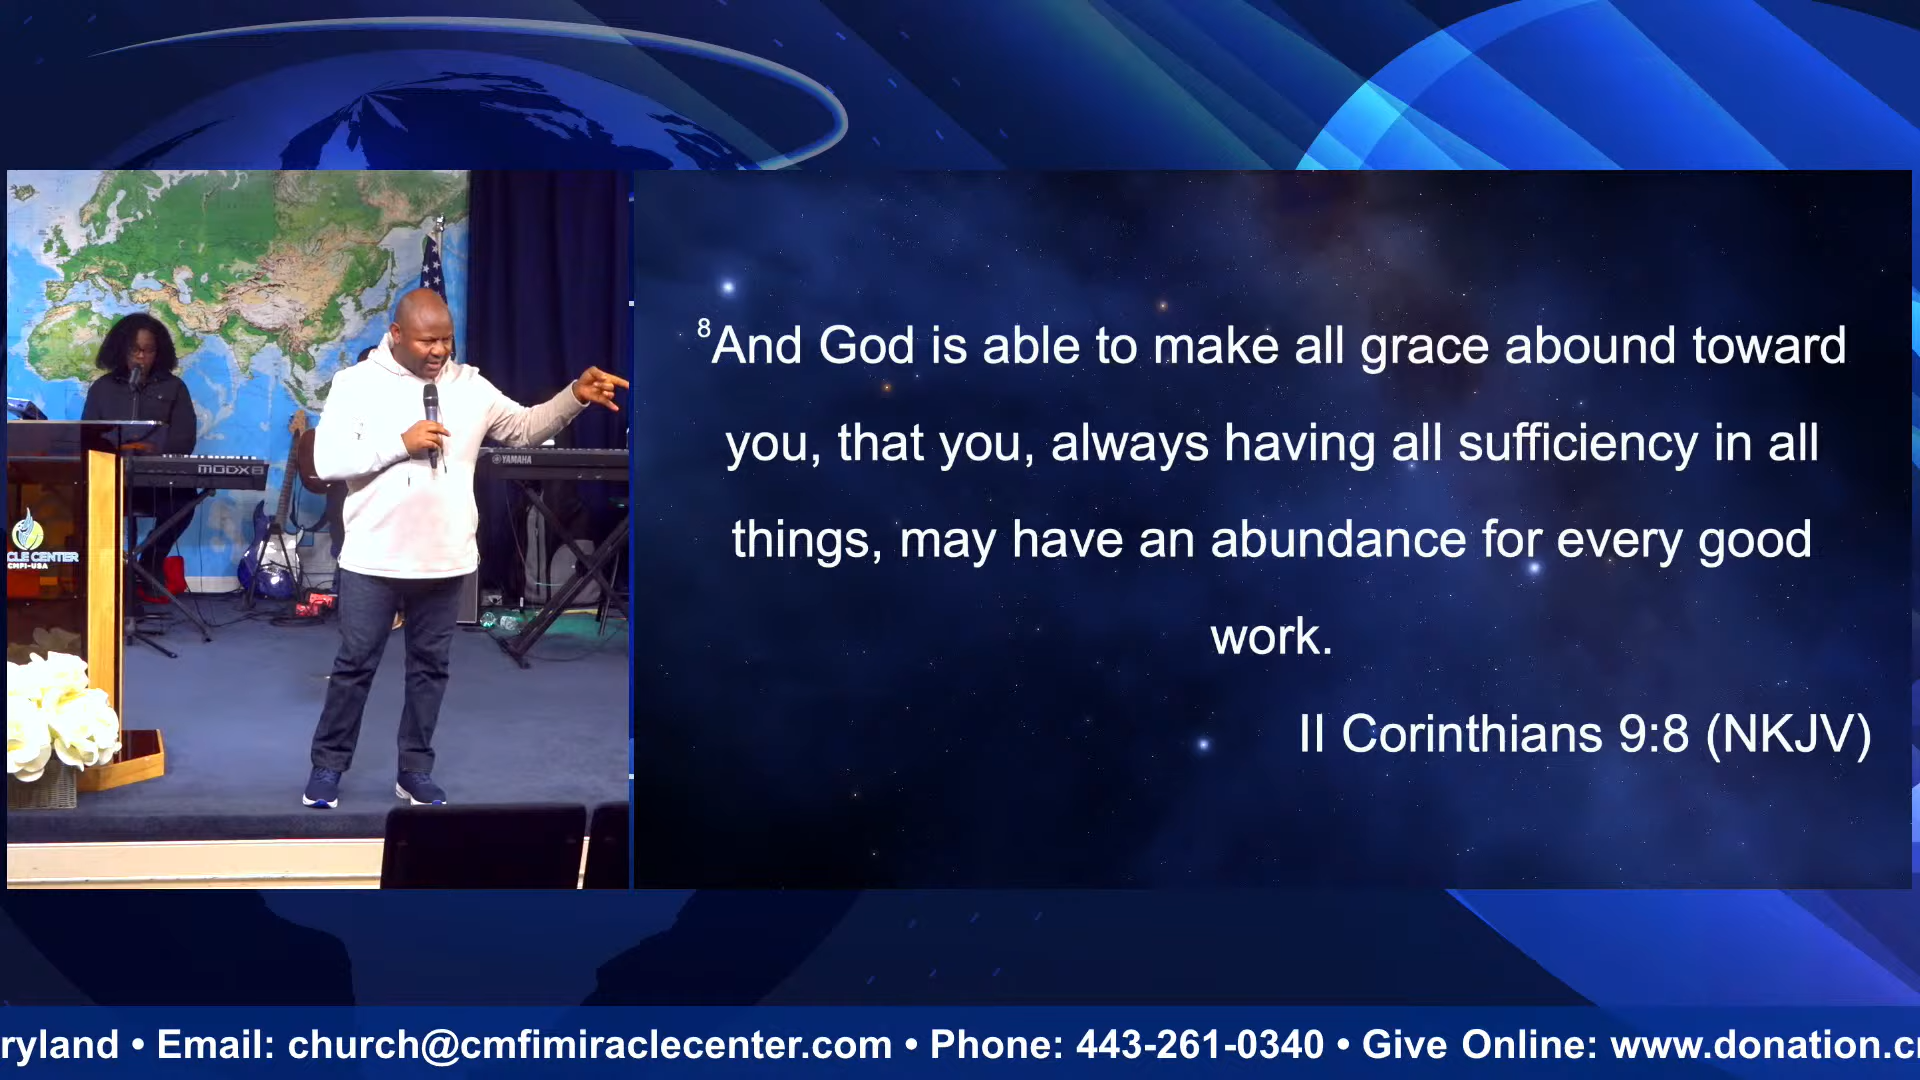 8And God is able to make all grace abound toward
you, that you, always having all sufficiency in all
things, may have an abundance for every good
work.
II Corinthians 9:8 (NKJV)
MODX8
YAMAHA
CLE CENTER
CMFI-USA
ryland • Email: church@cmfimiraclecenter.com • Phone: 443-261-0340 • Give Online: www.donation.c